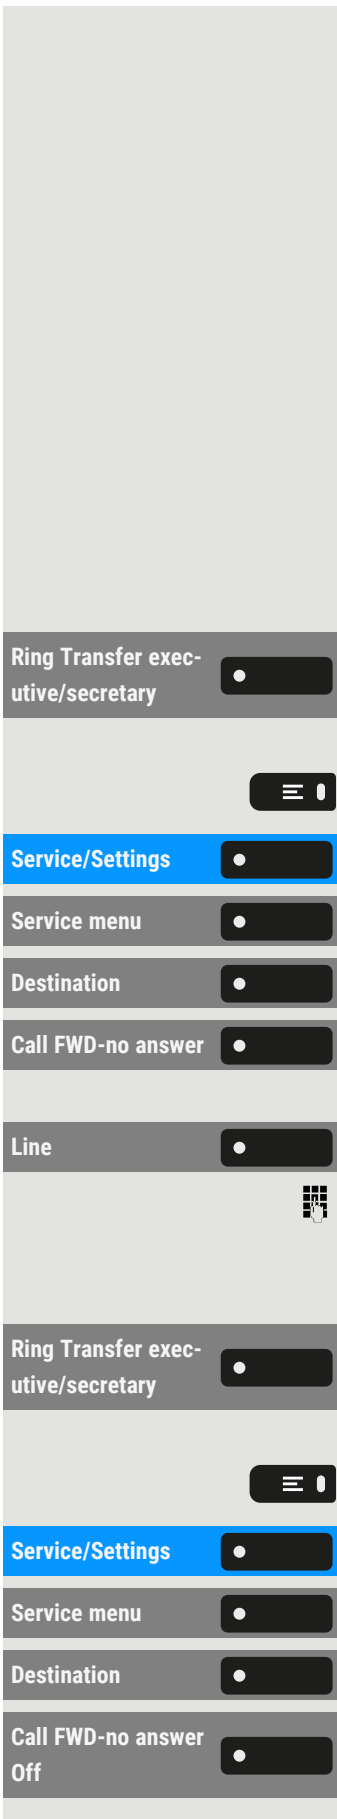 Ring Transfer exec-
utive/secretary
Service/Settings
Service menu
Destination
Call FWD-no answer
Line
Ring Transfer exec-
utive/secretary
Service/Settings
Service menu
Destination
Call FWD-no answer
Off